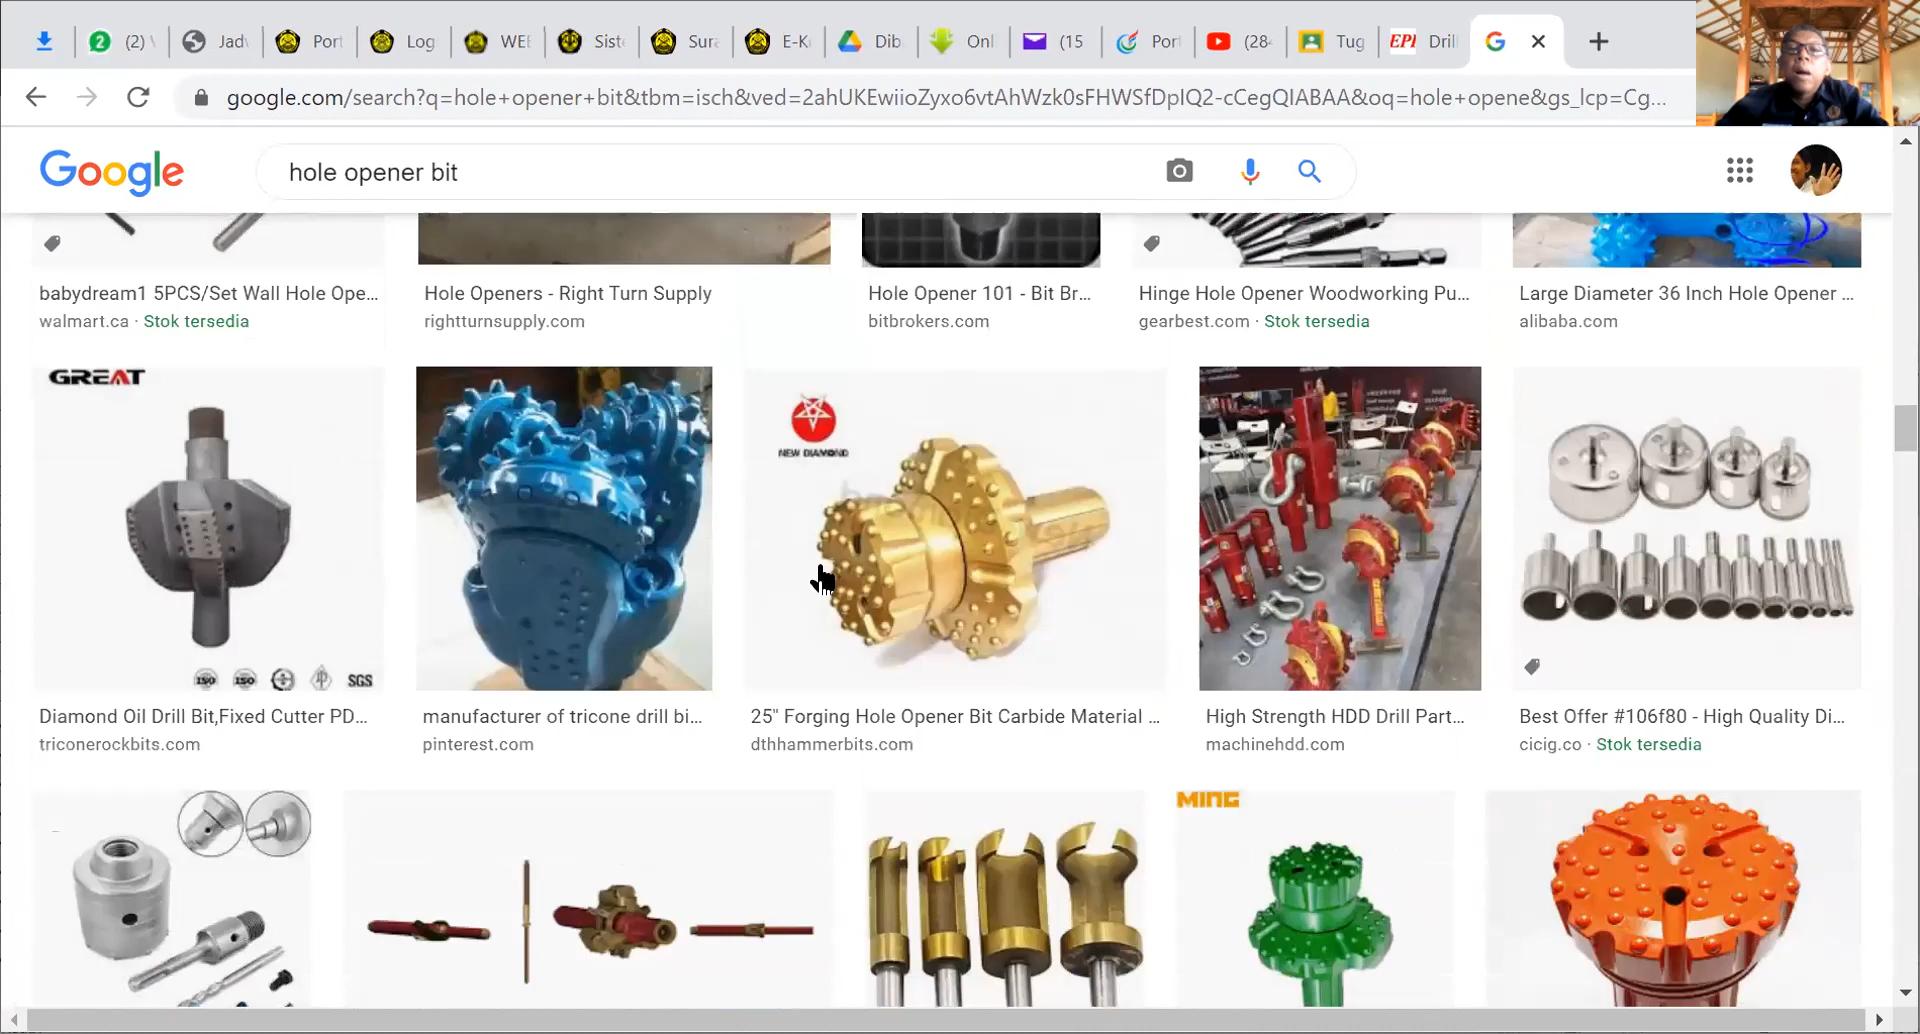 (2)
Jad
Port
Log
WEB
Sist
Sura
E-K
Dib
Onl
(15
Port
(28
Tug
EPI Drill
google.com/search?q=hole+opener+bit&tbm=isch&ved=2ahUKEwiioZyxo6vtAhWzk0sFHWSfDpIQ2-cCegQIABAA&oq=hole+opene&gs_lcp=Cg...
Google
hole opener bit
babydream1 5PCS/Set Wall Hole Ope...
walmart.ca · Stok tersedia
Hole Openers - Right Turn Supply
rightturnsupply.com
Hole Opener 101 - Bit Br...
bitbrokers.com
Hinge Hole Opener Woodworking Pu...
gearbest.com · Stok tersedia
Large Diameter 36 Inch Hole Opener ...
alibaba.com
GREAT
ISO ISO SGS
NEW DIAMOND
Diamond Oil Drill Bit,Fixed Cutter PD...
triconerockbits.com
manufacturer of tricone drill bi...
pinterest.com
25" Forging Hole Opener Bit Carbide Material ...
dthhammerbits.com
High Strength HDD Drill Part...
machinehdd.com
Best Offer #106f80 - High Quality Di...
cicig.co · Stok tersedia
MING